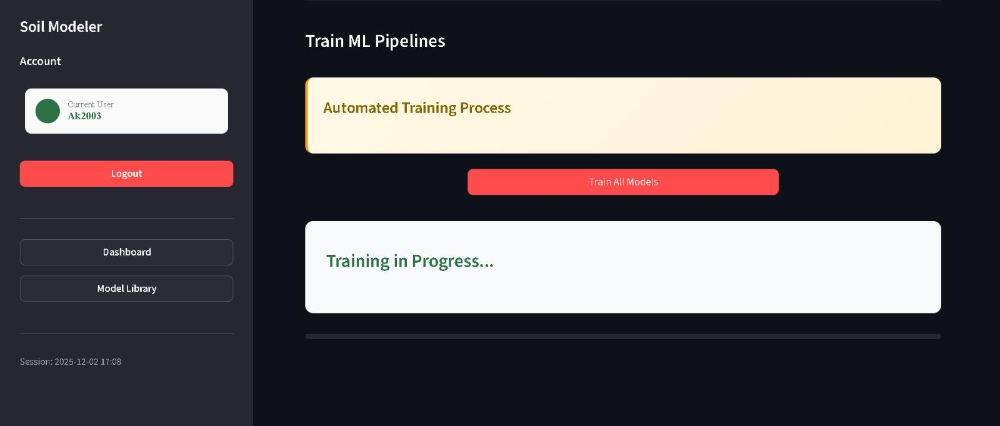 Soil Modeler
Account
Current User
Ak2003
Logout
Dashboard
Model Library
Session: 2025-12-02 17:08
Train ML Pipelines
Automated Training Process
Train All Models
Training in Progress...